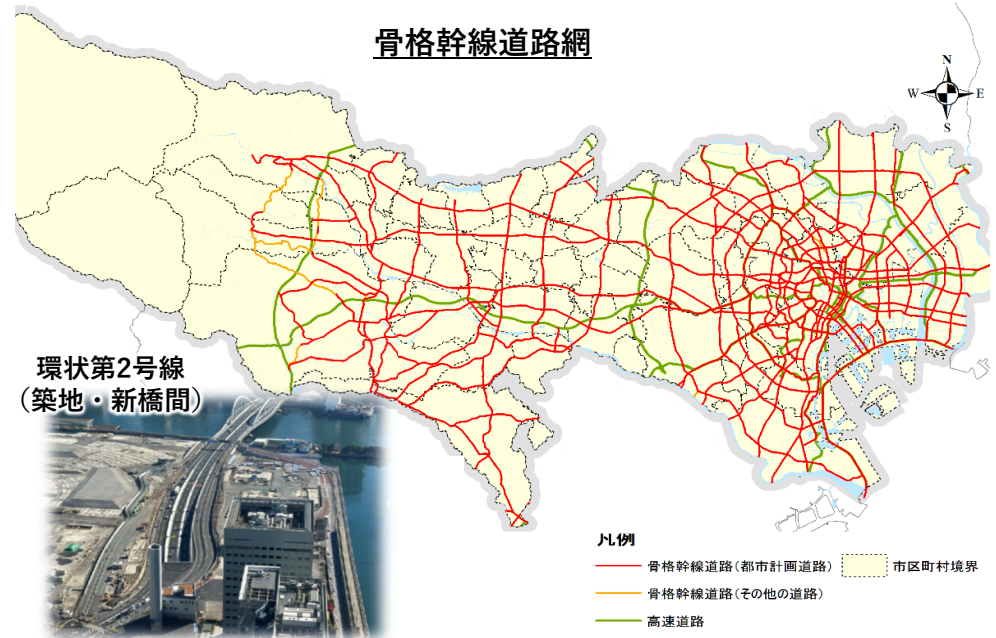 骨格幹線道路網
N
W
E
S
環状第2号線
（築地・新橋間）
凡例
骨格幹線道路（都市計画道路）
市区町村境界
骨格幹線道路（その他の道路）
高速道路